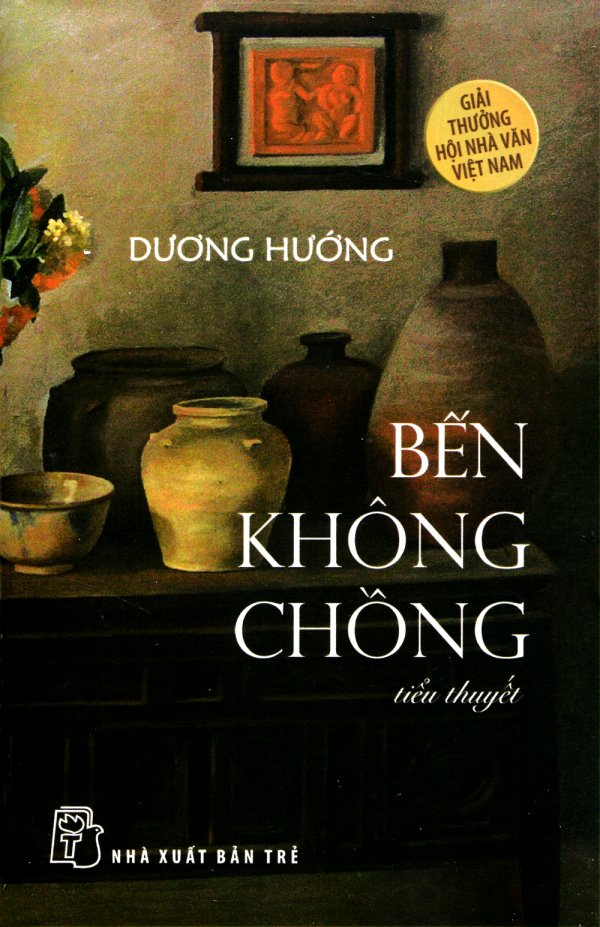 GIẢI
THƯỞNG
HỘI NHÀ VĂN
VIỆT NAM
DƯƠNG HƯỚNG
BẾN
KHÔNG
CHỒNG
tiểu thuyết
T
NHÀ XUẤT BẢN TRẺ